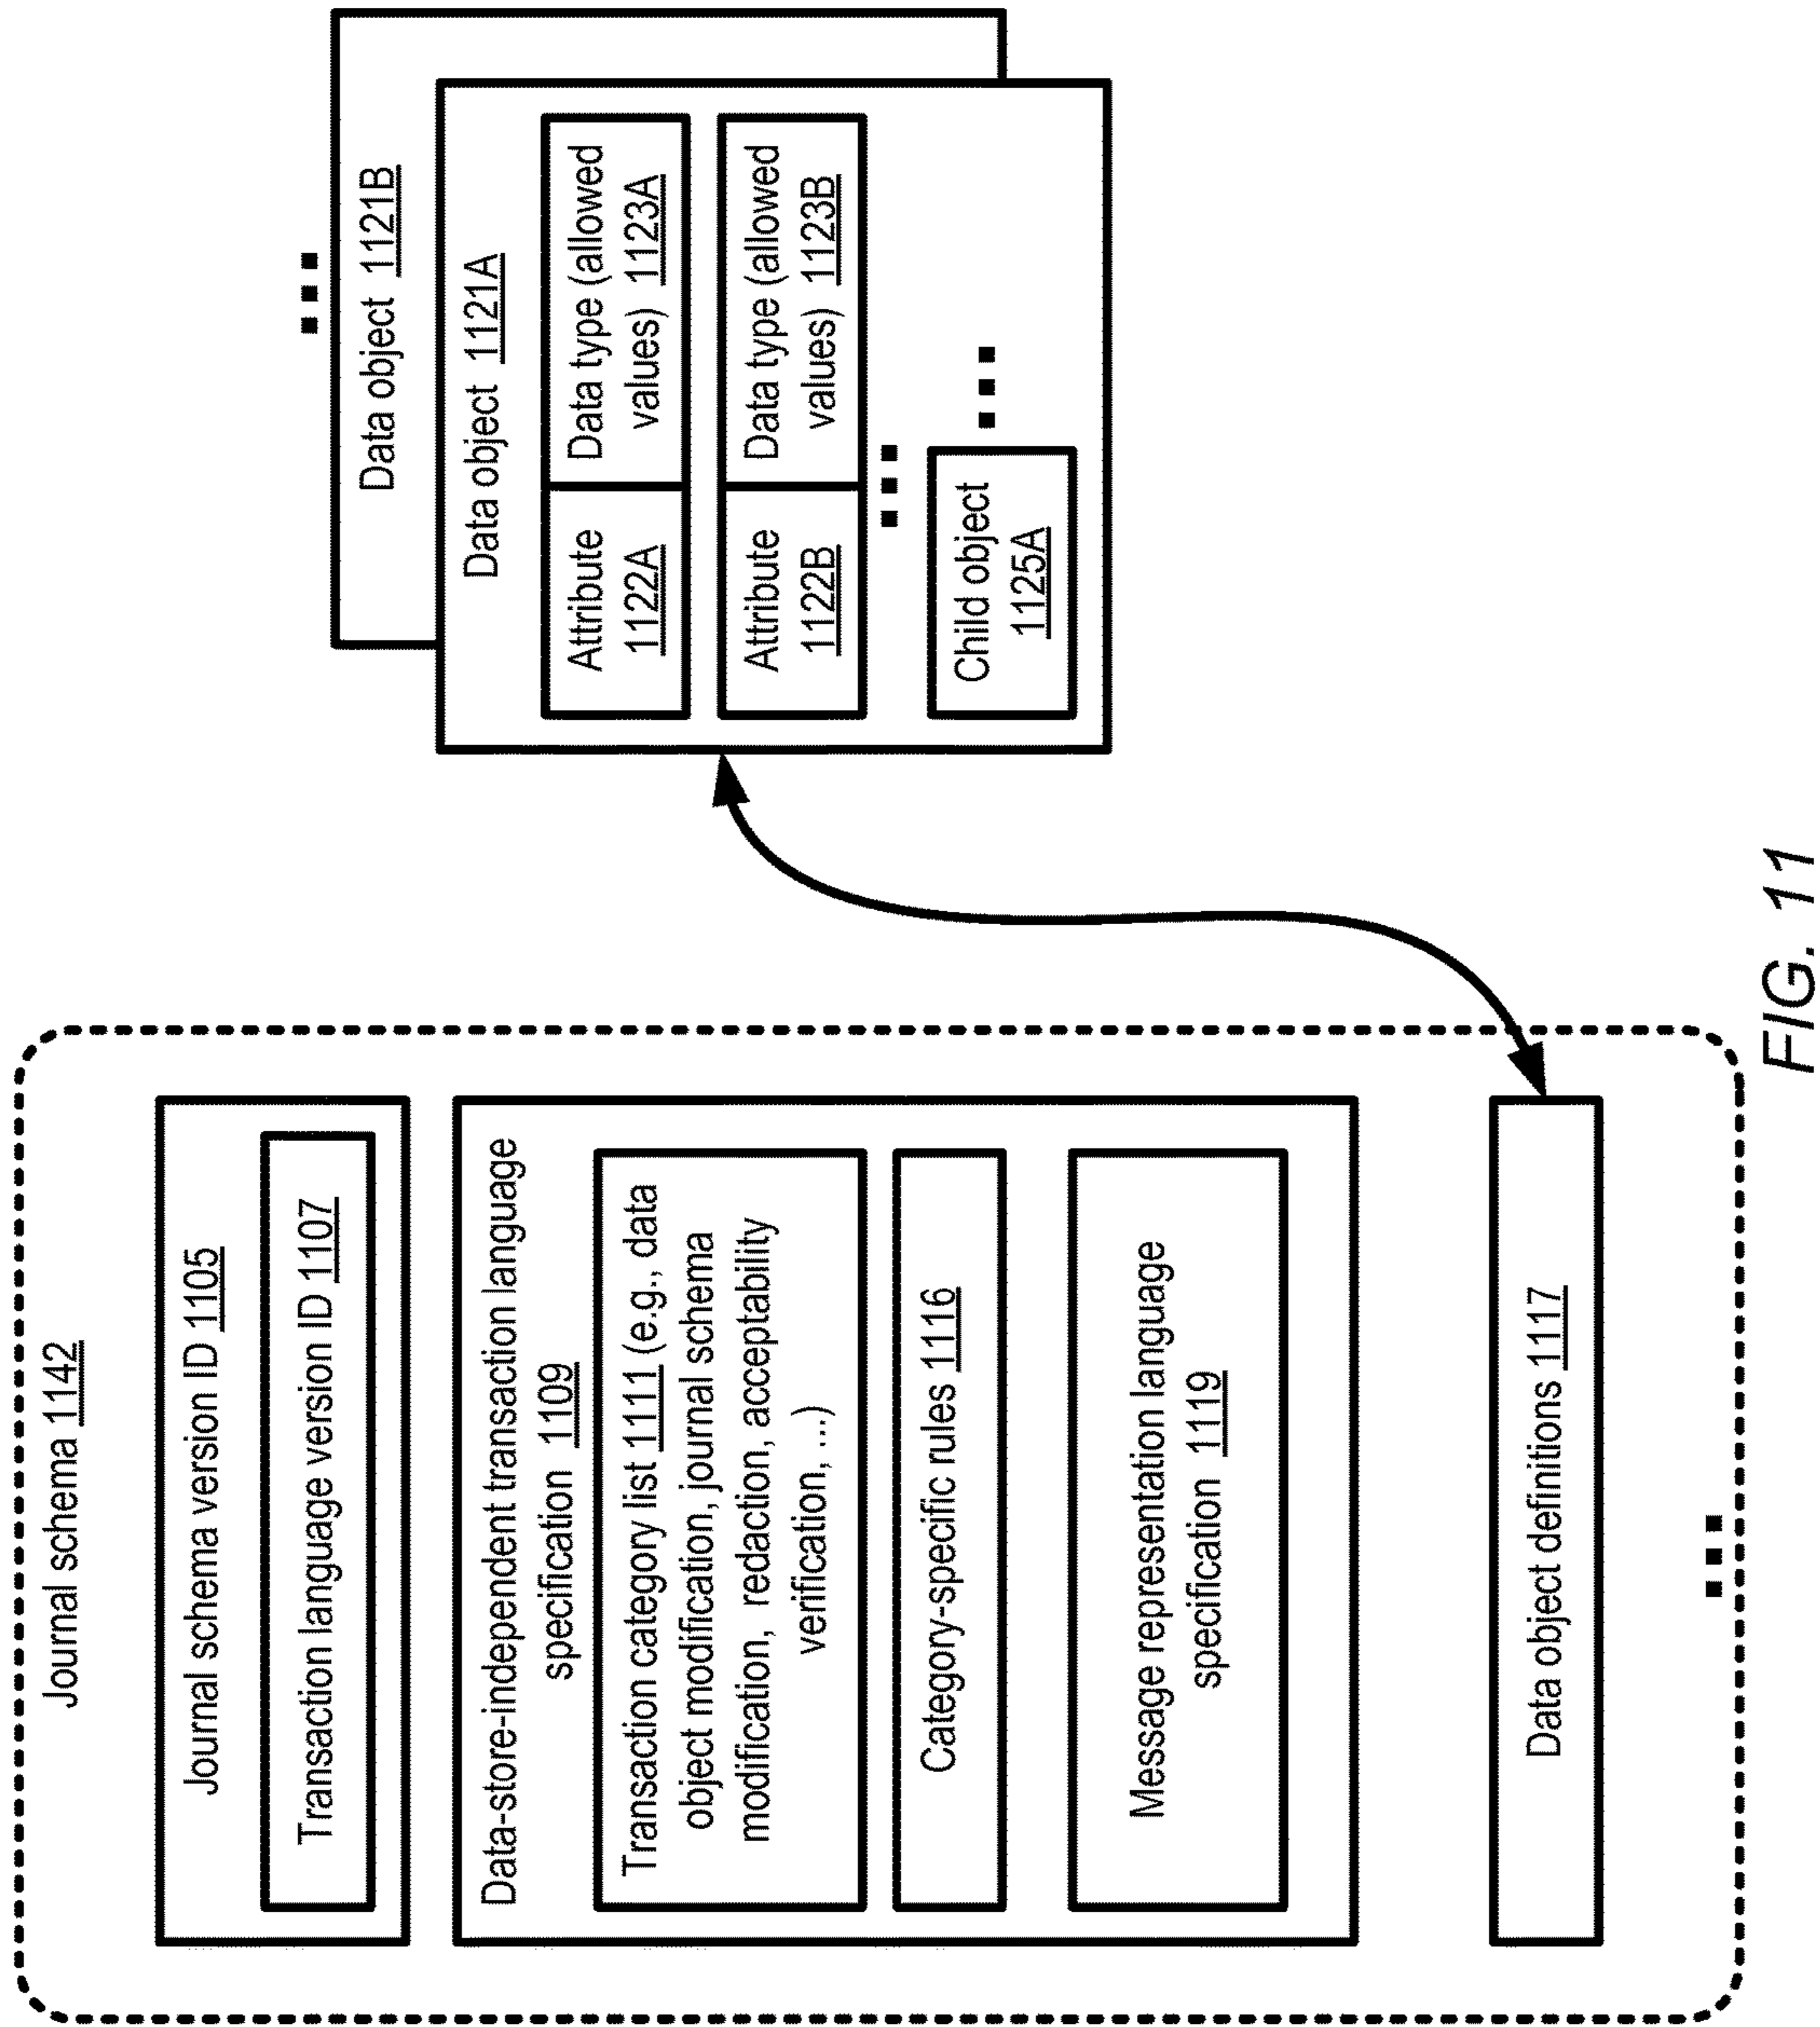 Journal schema 1142
Journal schema version ID 1105
Transaction language version ID 1107
Data-store-independent transaction language
specification 1109
Transaction category list 1111 (e.g., data
object modification, journal schema
modification, redaction, acceptability
verification, ...)
Category-specific rules 1116
Message representation language
specification 1119
Data object definitions 1117
Data object 1121B
Data object 1121A
Attribute
1122A
Data type (allowed
values) 1123A
Attribute
1122B
Data type (allowed
values) 1123B
Child object
1125A
FIG. 11